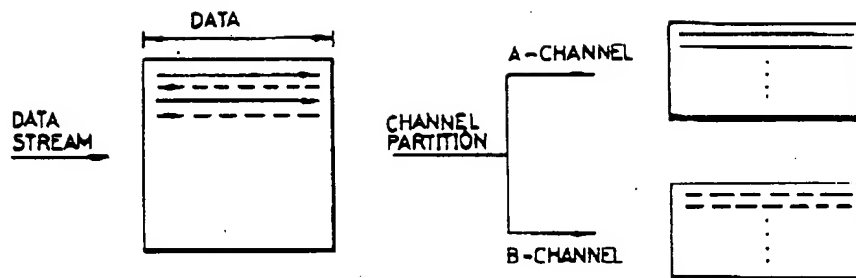 DATA
A-CHANNEL
DATA
STREAM
CHANNEL
PARTITION
B-CHANNEL